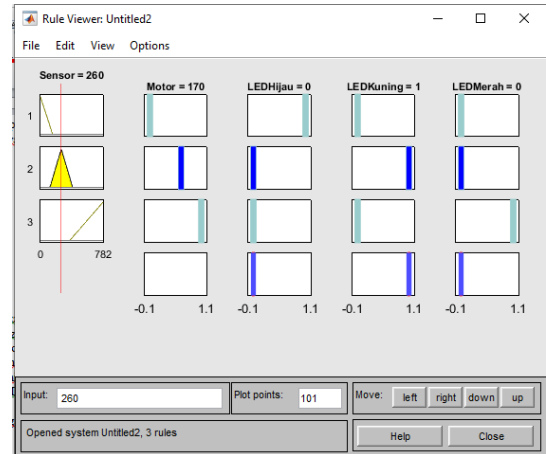 Rule Viewer: Untitled2
File Edit View Options
Sensor = 260
Motor = 170 LEDHijau = 0 LEDKuning = 1 LEDMerah = 0
1
2
3
0 782
-0.1 1.1 -0.1 1.1 -0.1 1.1 -0.1 1.1
Input: 260 Plot points: 101 Move: left right down up
Opened system Untitled2, 3 rules Help Close